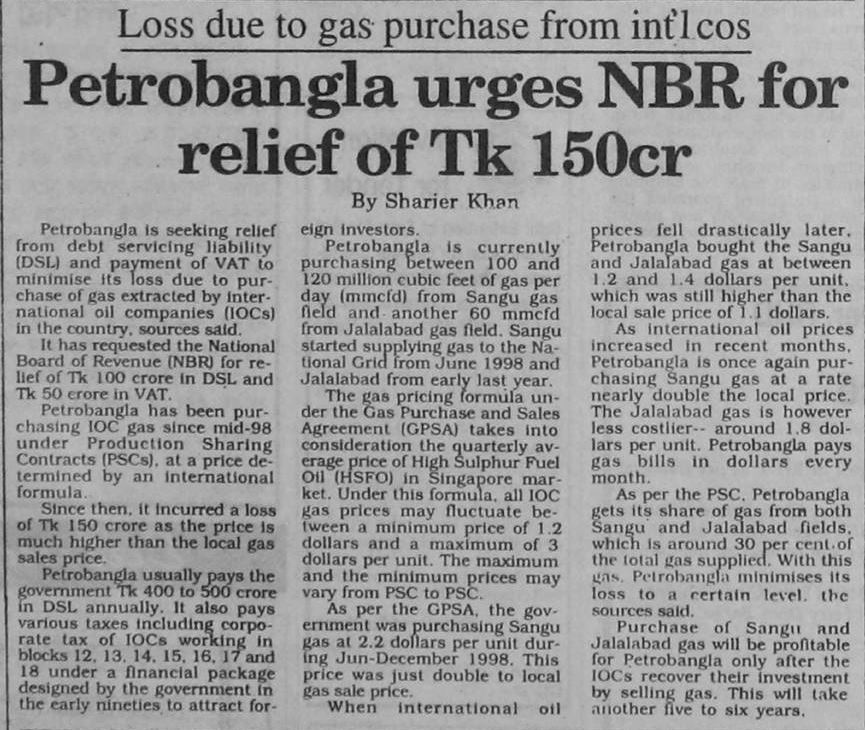 Loss due to gas purchase from int'l cos
Petrobangla urges NBR for
relief of Tk 150cr
By Sharier Khan
Petrobangla is seeking relief
from debt servicing liability
(DSL) and payment of VAT to
minimise its loss due to pur-
chase of gas extracted by inter-
national oil companies (IOCs)
in the country, sources said.
It has requested the National
Board of Revenue (NBR) for re-
lief of Tk 100 crore in DSL and
Tk 50 crore in VAT.
Petrobangla has been pur-
chasing IOC gas since mid-98
under Production Sharing
Contracts (PSCs), at a price de-
termined by an international
formula.
Since then, it incurred a loss
of Tk 150 crore as the price is
much higher than the local gas
sales price.
Petrobangla usually pays the
government Tk 400 to 500 crore
in DSL annually. It also pays
various taxes including corpo-
rate tax of IOCs working in
blocks 12, 13, 14, 15, 16, 17 and
18 under a financial package
designed by the government in
the early nineties to attract for-
eign investors.
Petrobangla is currently
purchasing between 100 and
120 million cubic feet of gas per
day (mmcfd) from Sangu gas
field and another 60 mmcfd
from Jalalabad gas field. Sangu
started supplying gas to the Na-
tional Grid from June 1998 and
Jalalabad from early last year.
The gas pricing formula un-
der the Gas Purchase and Sales
Agreement (GPSA) takes into
consideration the quarterly av-
erage price of High Sulphur Fuel
Oil (HSFO) in Singapore mar-
ket. Under this formula, all IOC
gas prices may fluctuate be-
tween a minimum price of 1.2
dollars and a maximum of 3
dollars per unit. The maximum
and the minimum prices may
vary from PSC to PSC.
As per the GPSA, the gov-
ernment was purchasing Sangu
gas at 2.2 dollars per unit dur-
ing Jun-December 1998. This
price was just double to local
gas sale price.
When international oil
prices fell drastically later,
Petrobangla bought the Sangu
and Jalalabad gas at between
1.2 and 1.4 dollars per unit,
which was still higher than the
local sale price of 1.1 dollars.
As international oil prices
increased in recent months,
Petrobangla is once again pur-
chasing Sangu gas at a rate
nearly double the local price.
The Jalalabad gas is however
less costlier-- around 1.8 dol-
lars per unit. Petrobangla pays
gas bills in dollars every
month.
As per the PSC, Petrobangla
gets its share of gas from both
Sangu and Jalalabad fields,
which is around 30 per cent of
the total gas supplied. With this
gas, Petrobangla minimises its
loss to a certain level, the
sources said.
Purchase of Sangu and
Jalalabad gas will be profitable
for Petrobangla only after the
IOCs recover their investment
by selling gas. This will take
another five to six years.